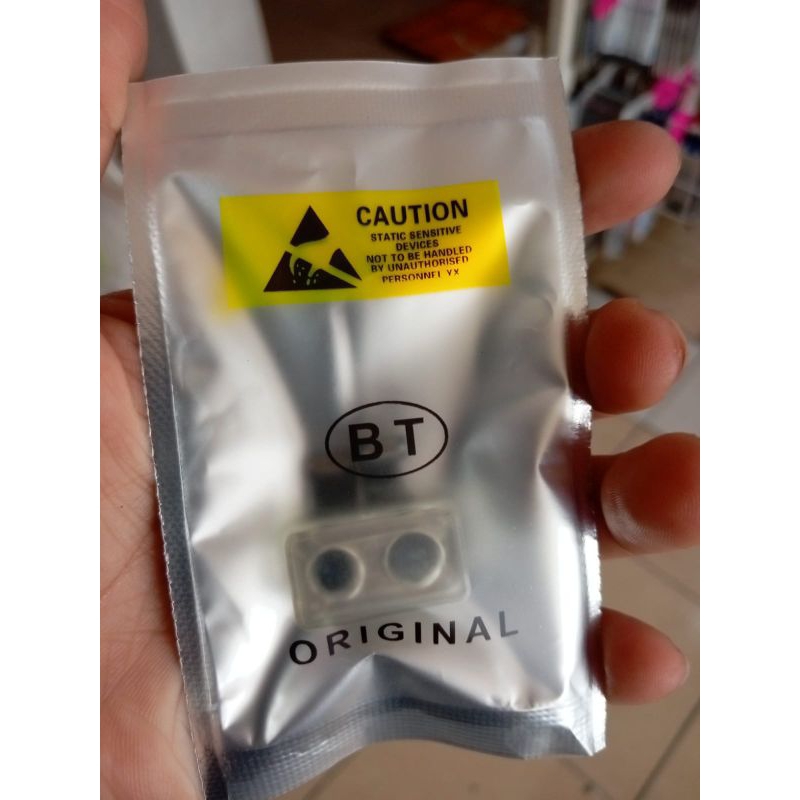 CAUTION
STATIC SENSITIVE
DEVICES
NOT TO BE HANDLED
BY UNAUTHORISED
PERSONNEL YX
BT
ORIGINAL